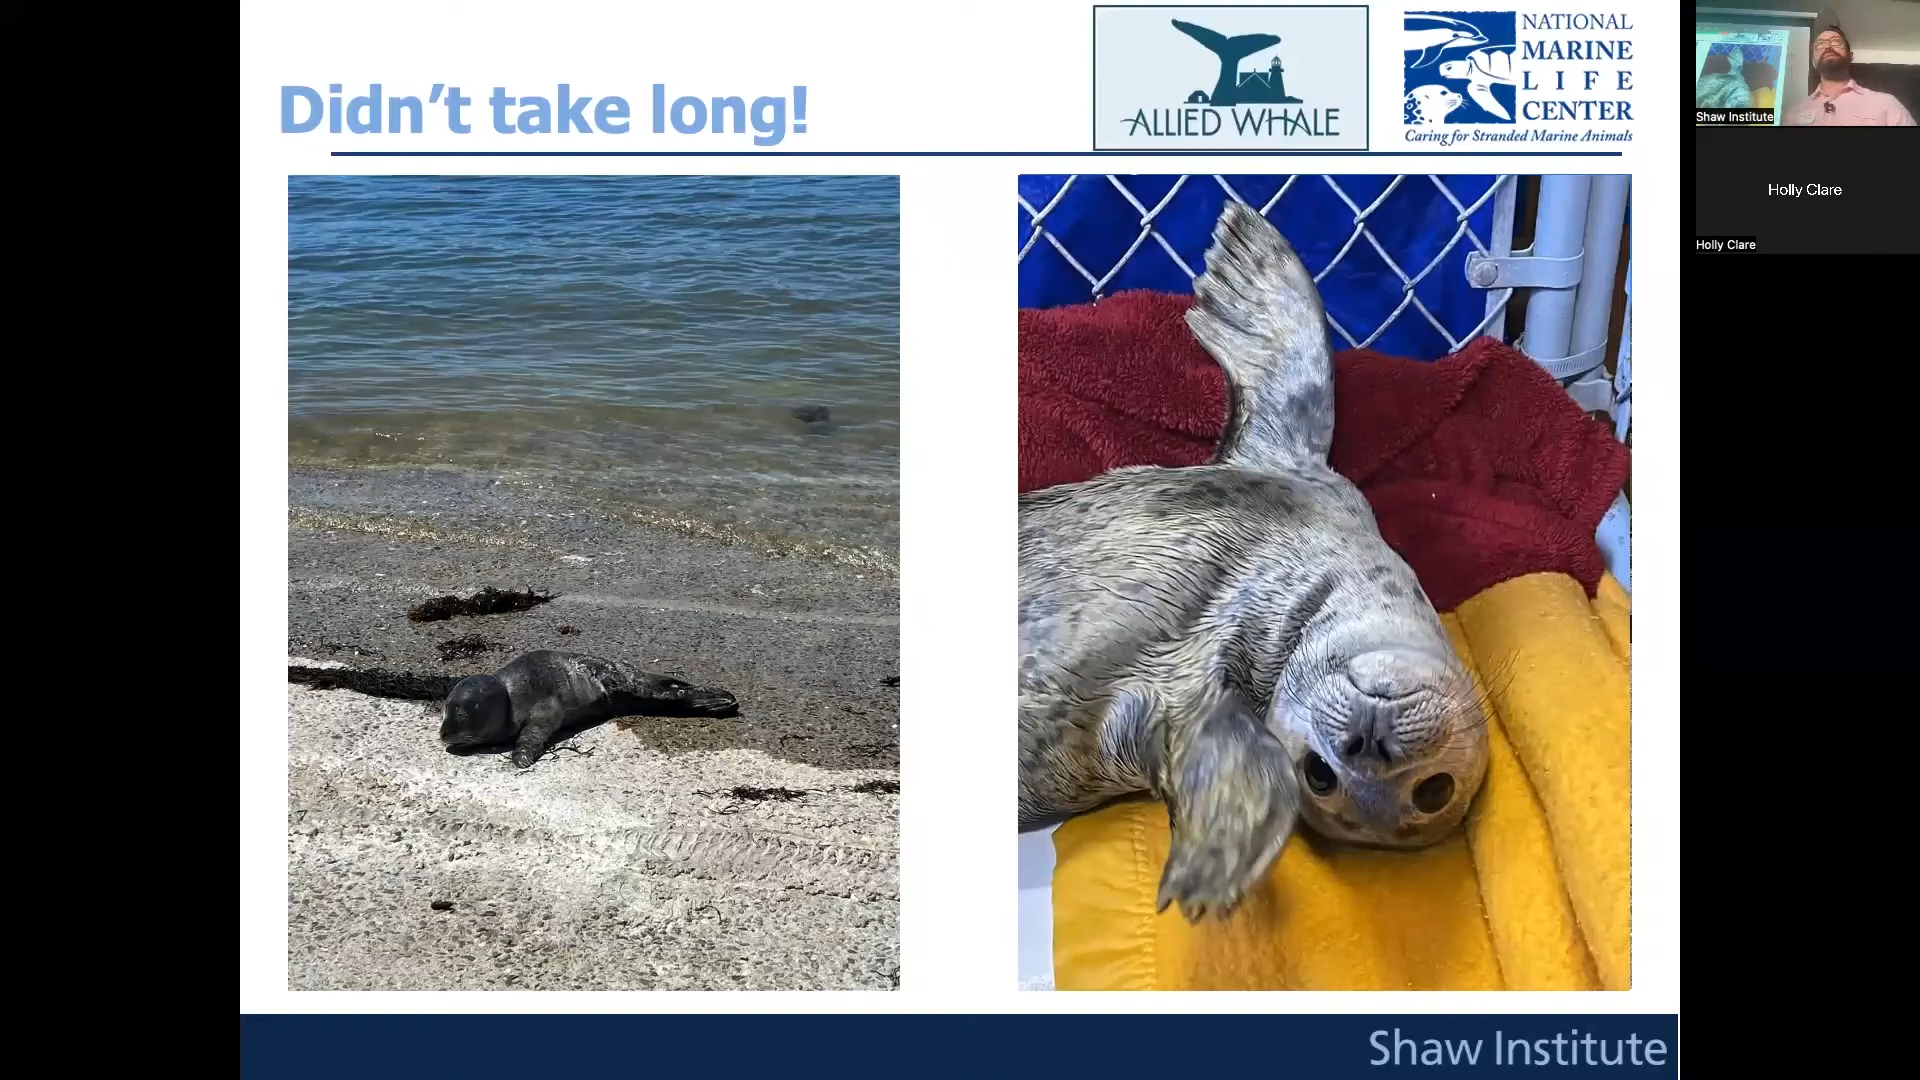 Didn't take long!
ALLIED WHALE
NATIONAL
MARINE
LIFE
CENTER
Caring for Stranded Marine Animals
Shaw Institute
Shaw Institute
Holly Clare
Holly Clare